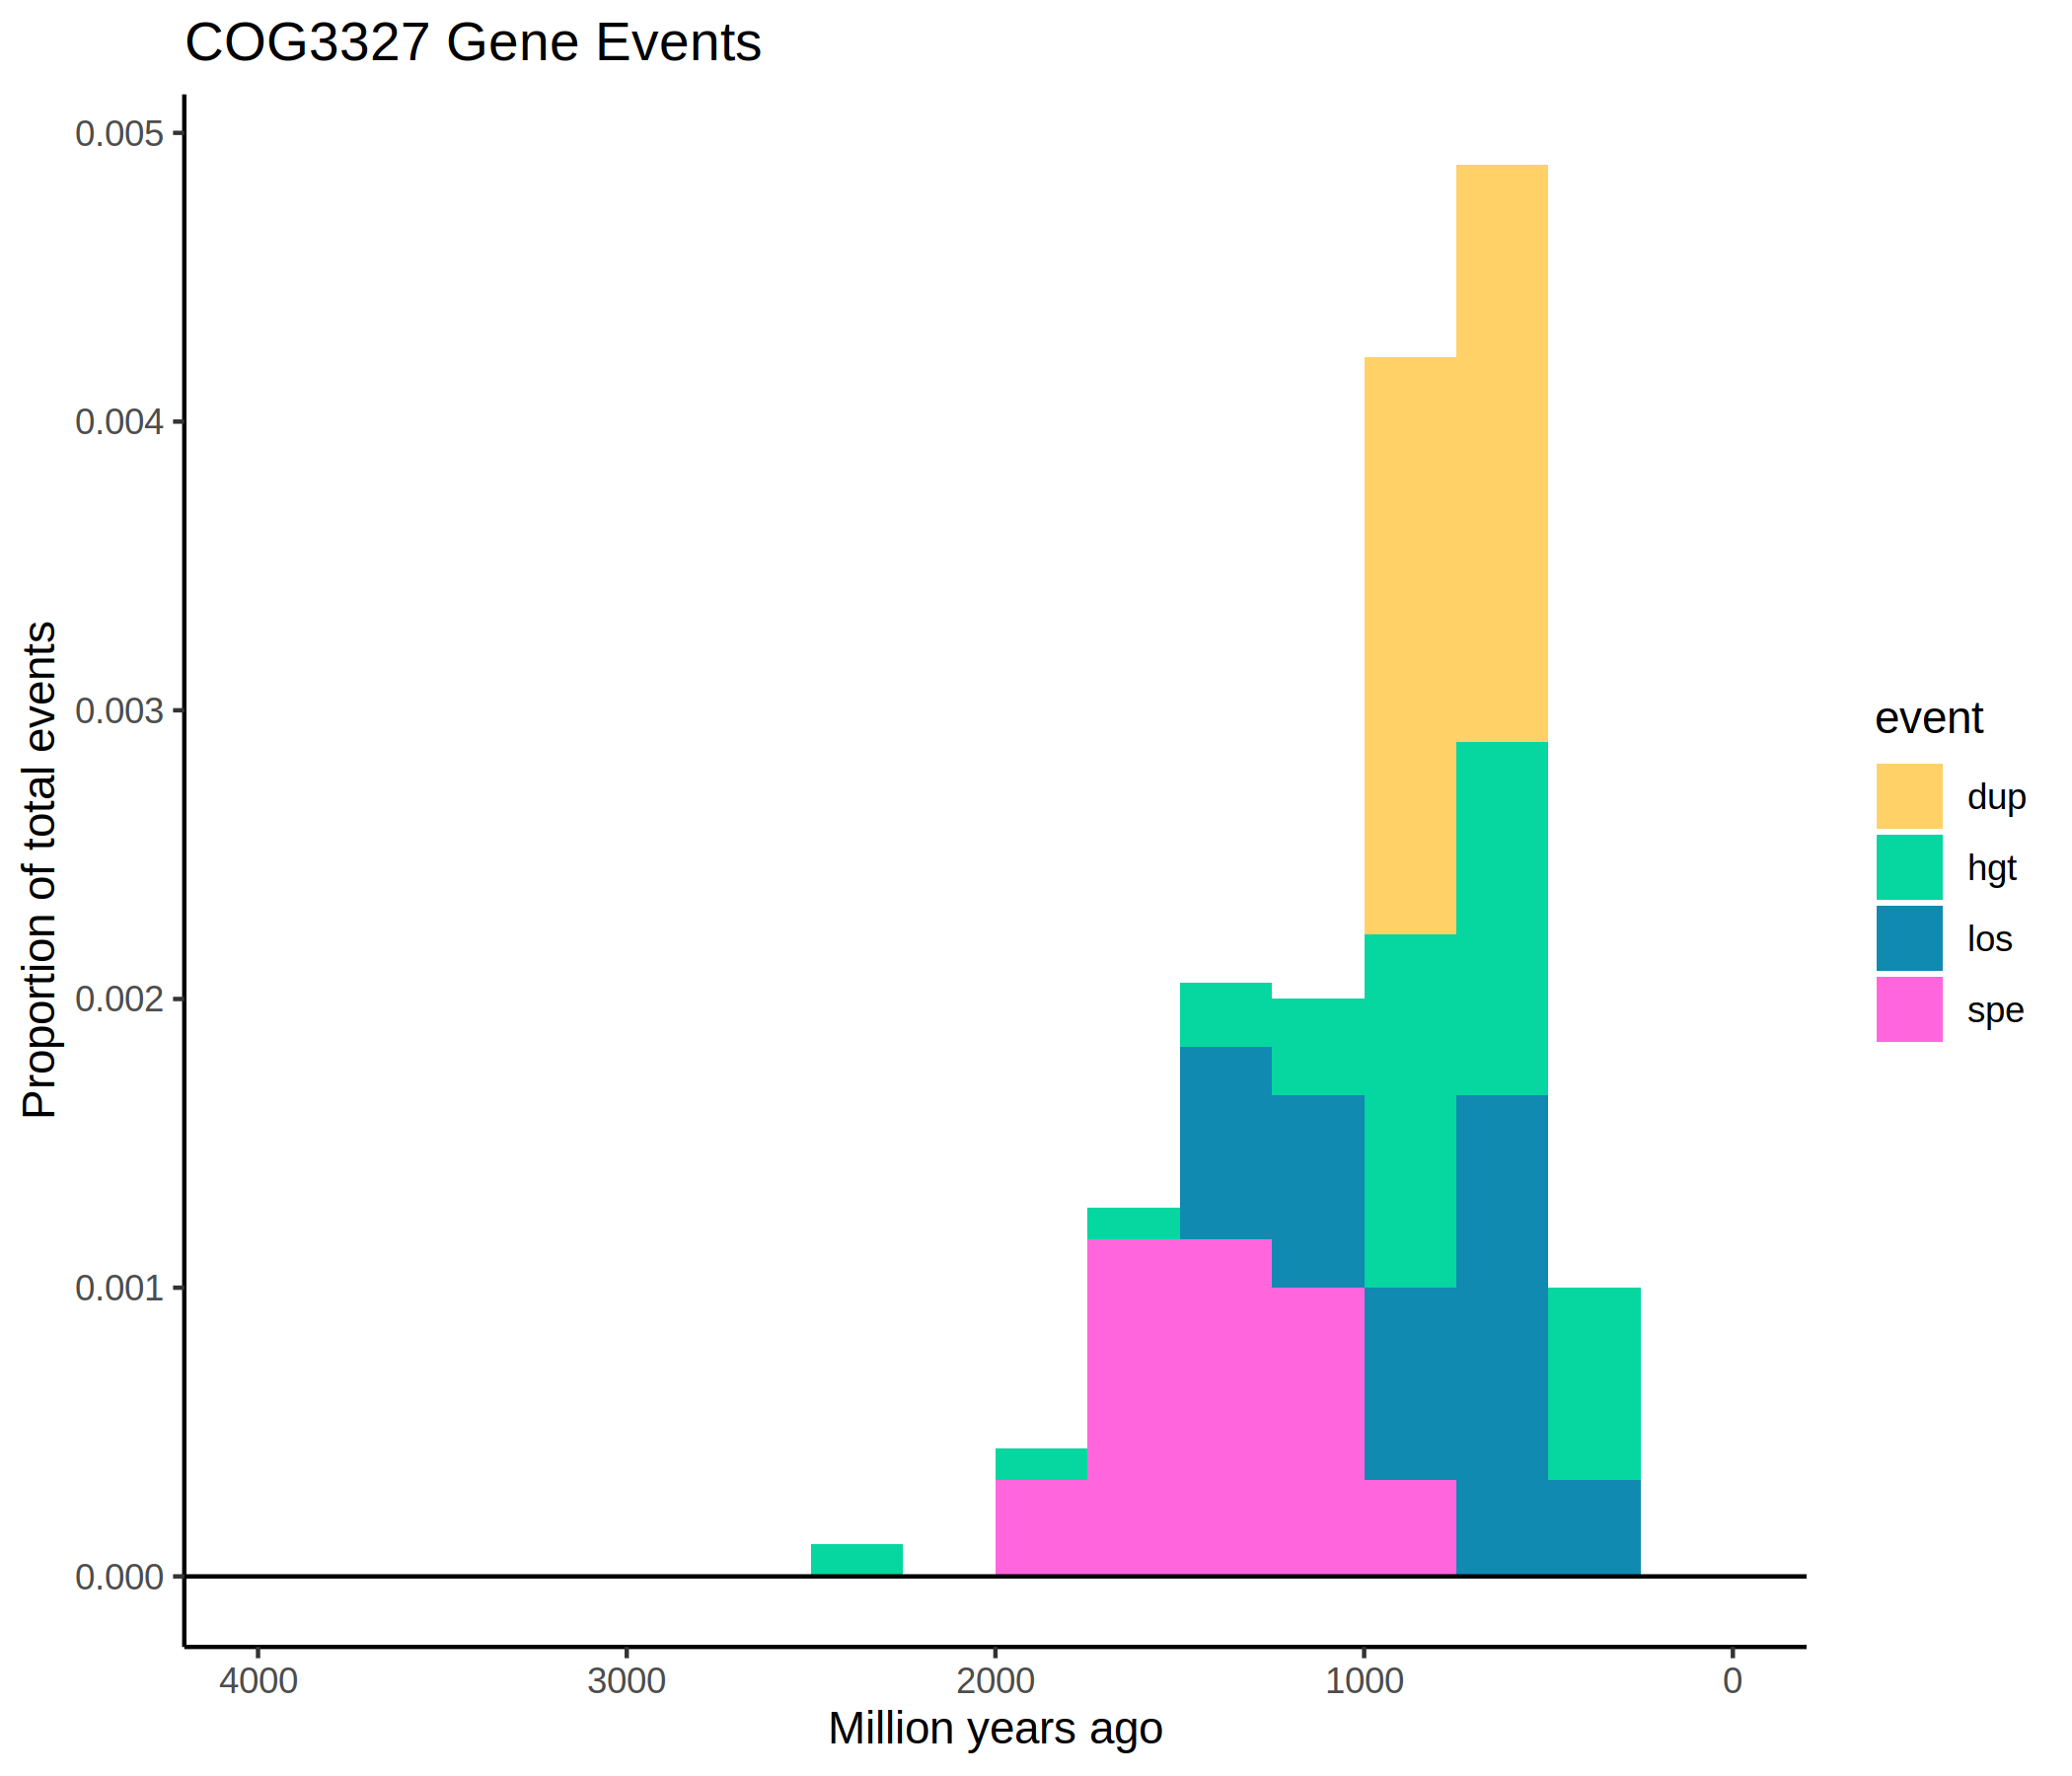 COG3327 Gene Events
Proportion of total events
0.005
0.004
0.003
0.002
0.001
0.000
4000 3000 2000 1000 0
Million years ago
event
dup
hgt
los
spe